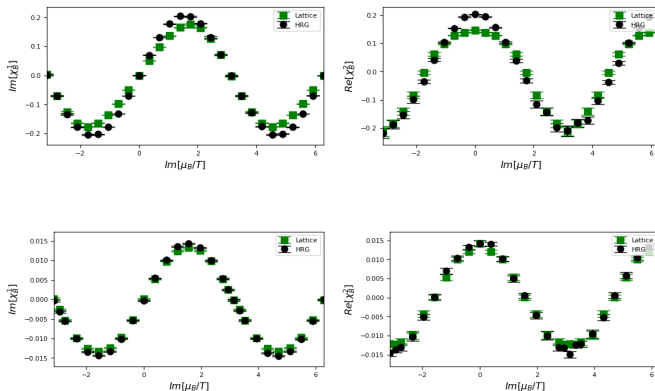 0.2
0.1
0.0
−0.1
−0.2
Im[χ¹_B]
−2
0
2
4
6
Im[μ_B/T]
Lattice
HRG
0.2
0.1
0.0
−0.1
−0.2
Re[χ²_B]
−2
0
2
4
6
Im[μ_B/T]
Lattice
HRG
0.015
0.010
0.005
0.000
−0.005
−0.010
−0.015
Im[χ¹_B]
−2
0
2
4
6
Im[μ_B/T]
Lattice
HRG
0.015
0.010
0.005
0.000
−0.005
−0.010
−0.015
Re[χ²_B]
−2
0
2
4
6
Im[μ_B/T]
Lattice
HRG